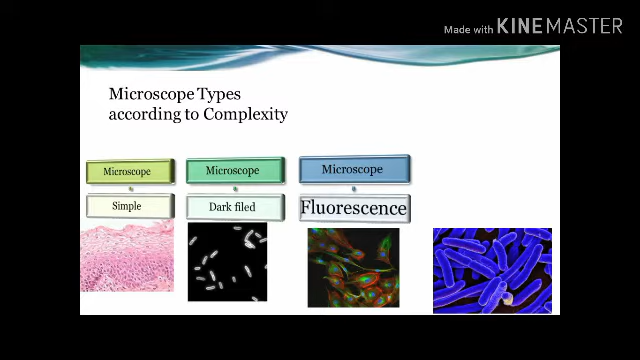 Made with KINEMASTER
Microscope Types
according to Complexity
Microscope
Microscope
Microscope
Simple
Dark filed
Fluorescence